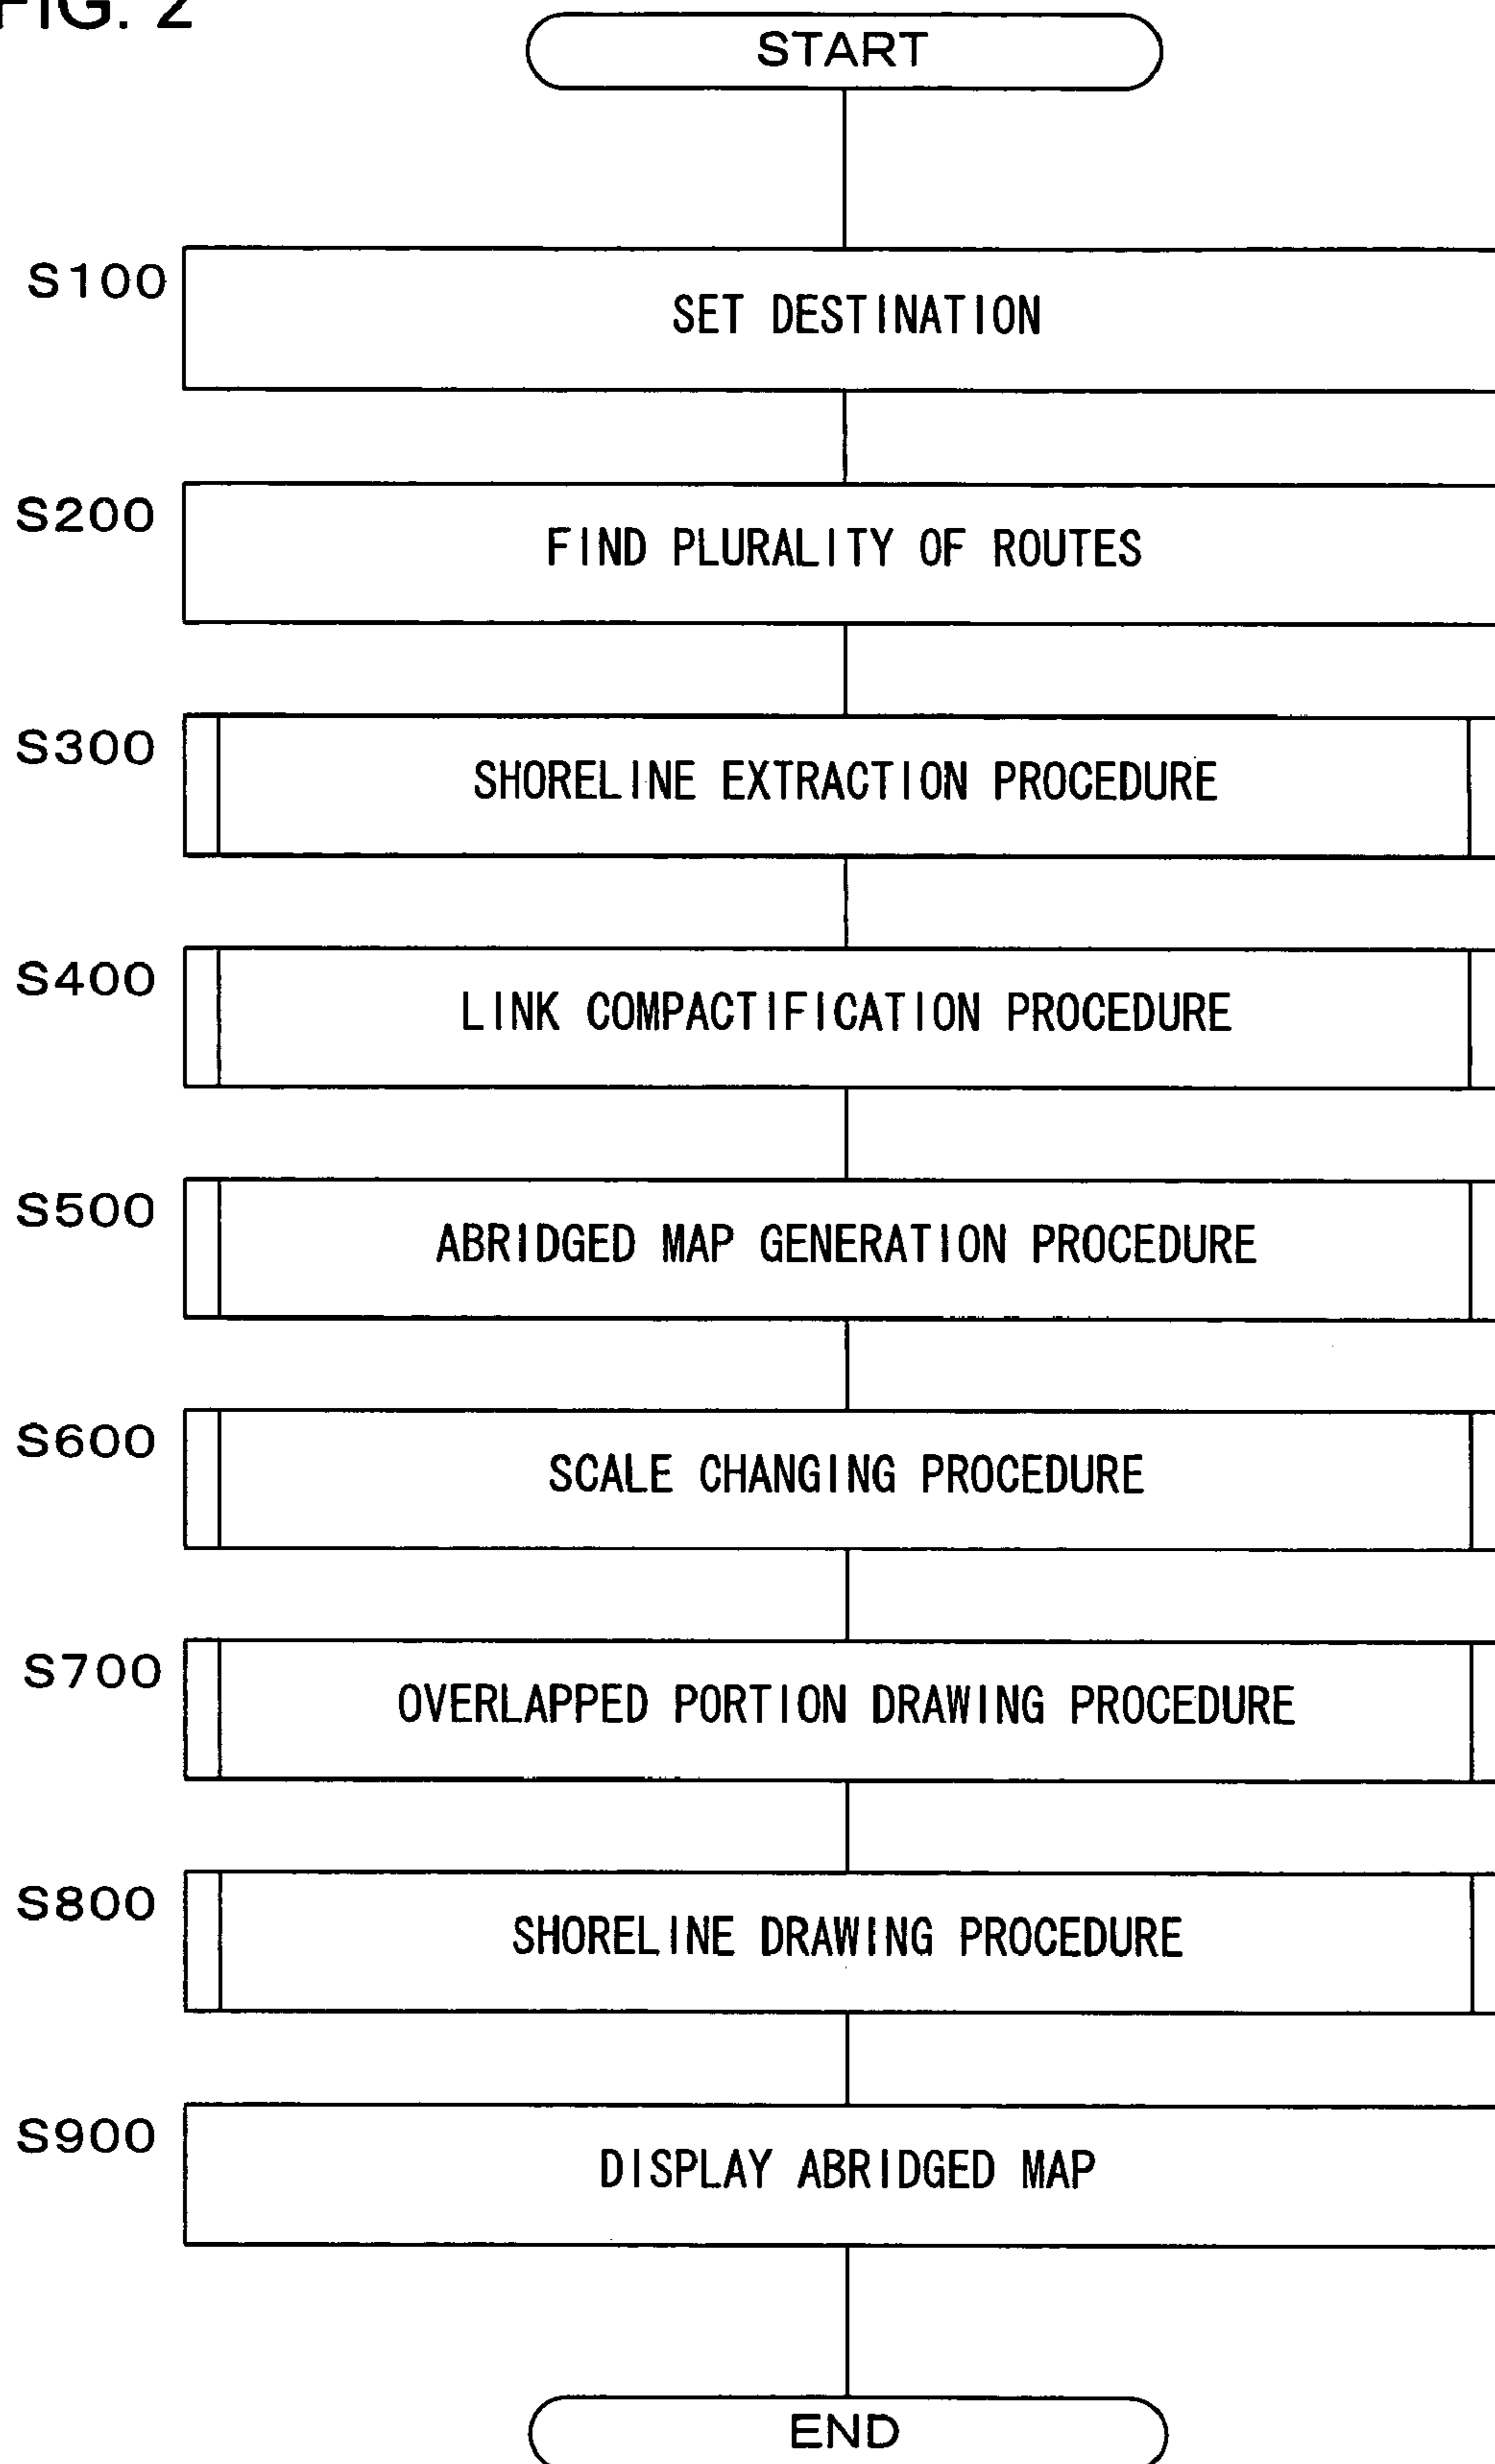 FIG. 2
START
S100
SET DESTINATION
S200
FIND PLURALITY OF ROUTES
S300
SHORELINE EXTRACTION PROCEDURE
S400
LINK COMPACTIFICATION PROCEDURE
S500
ABRIDGED MAP GENERATION PROCEDURE
S600
SCALE CHANGING PROCEDURE
S700
OVERLAPPED PORTION DRAWING PROCEDURE
S800
SHORELINE DRAWING PROCEDURE
S900
DISPLAY ABRIDGED MAP
END